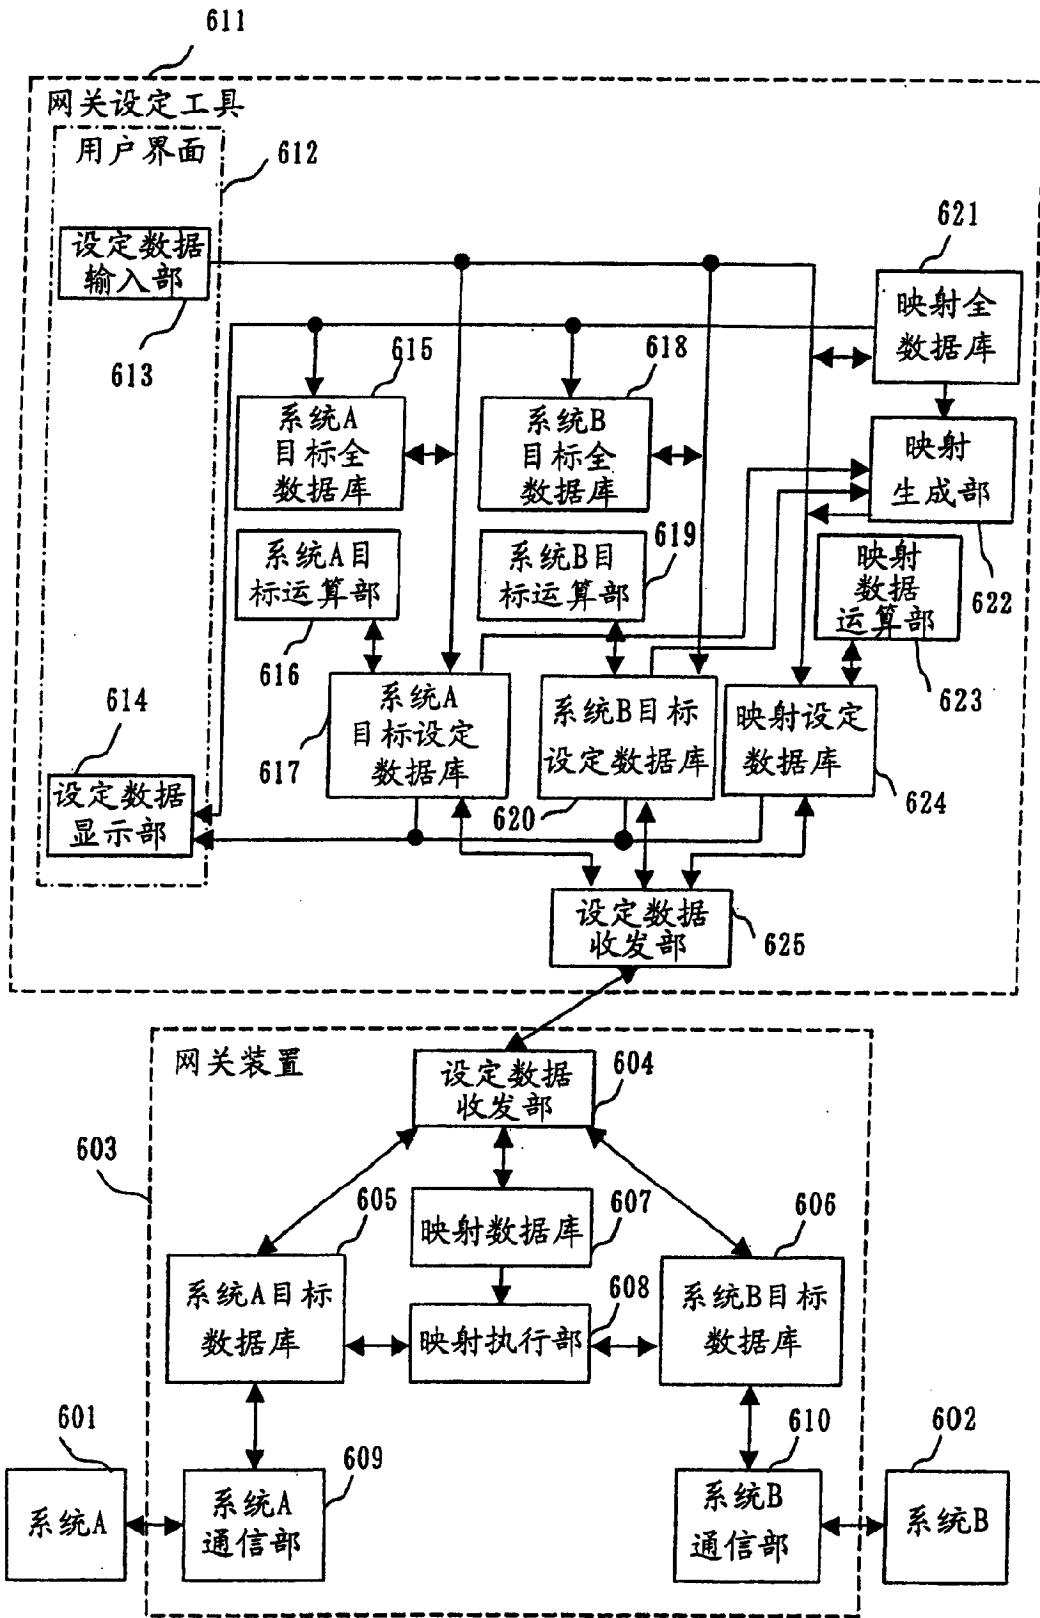 611
网关设定工具
用户界面
612
设定数据
输入部
613
621
映射全
数据库
615
系统A
目标全
数据库
618
系统B
目标全
数据库
映射
生成部
622
系统A目
标运算部
616
系统B目
标运算部
619
映射
数据
运算部
623
614
设定数据
显示部
系统A
目标设定
数据库
617
系统B目标
设定数据库
620
映射设定
数据库
624
设定数据
收发部
625
网关装置
603
设定数据
收发部
604
605
系统A目标
数据库
映射数据库
607
606
系统B目标
数据库
映射执行部
608
601
系统A
系统A
通信部
609
610
系统B
通信部
602
系统B